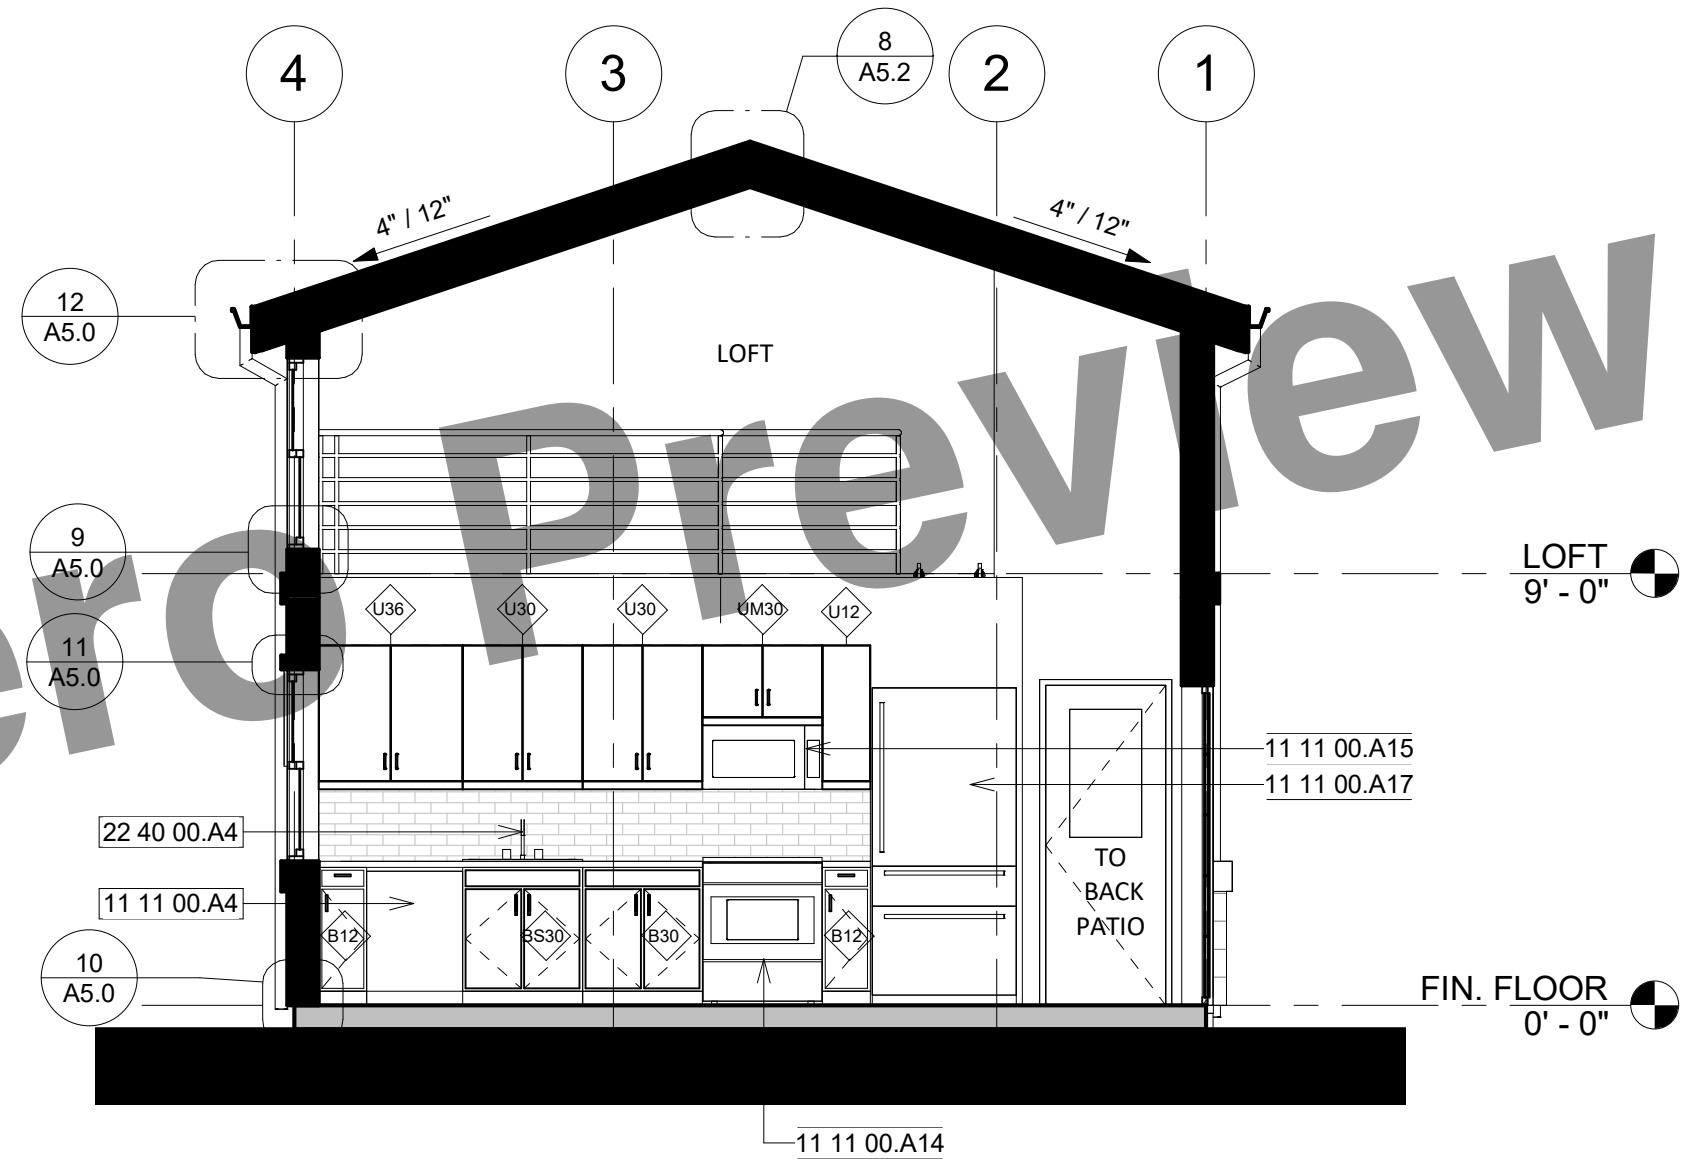 4
3
8
A5.2
2
1
4" / 12"
4" / 12"
12
A5.0
LOFT
9
A5.0
LOFT
9' - 0"
U36
U30
U30
UM30
U12
11
A5.0
11 11 00.A15
11 11 00.A17
22 40 00.A4
11 11 00.A4
TO
BACK
PATIO
B12
BS30
B30
B12
10
A5.0
FIN. FLOOR
0' - 0"
11 11 00.A14
ero Preview